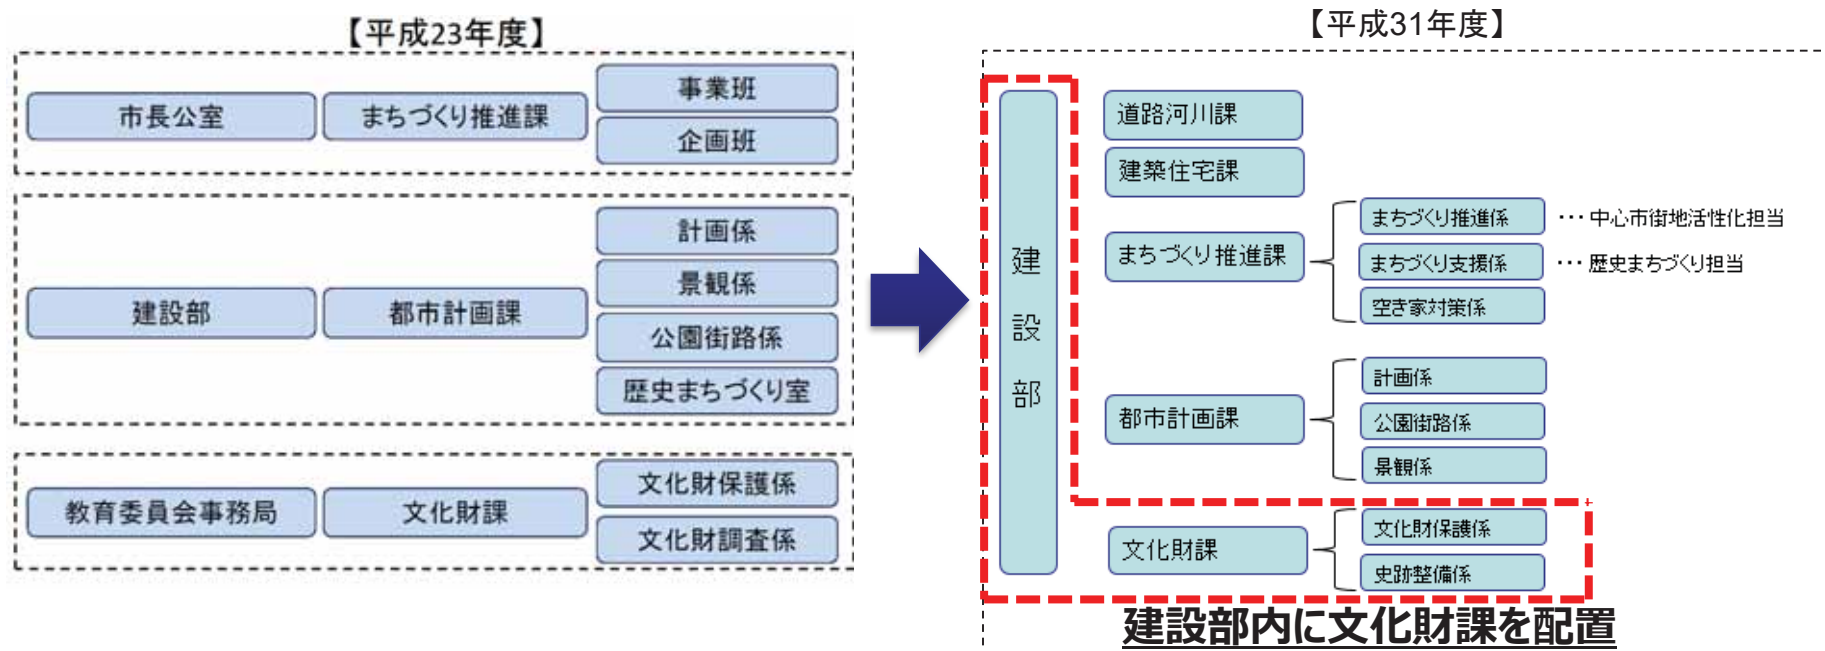 【平成23年度】
市長公室
まちづくり推進課
事業班
企画班
建設部
都市計画課
計画係
景観係
公園街路係
歴史まちづくり室
教育委員会事務局
文化財課
文化財保護係
文化財調査係
【平成31年度】
建設部
道路河川課
建築住宅課
まちづくり推進課
まちづくり推進係 ・・・ 中心市街地活性化担当
まちづくり支援係 ・・・ 歴史まちづくり担当
空き家対策係
都市計画課
計画係
公園街路係
景観係
文化財課
文化財保護係
史跡整備係
建設部内に文化財課を配置